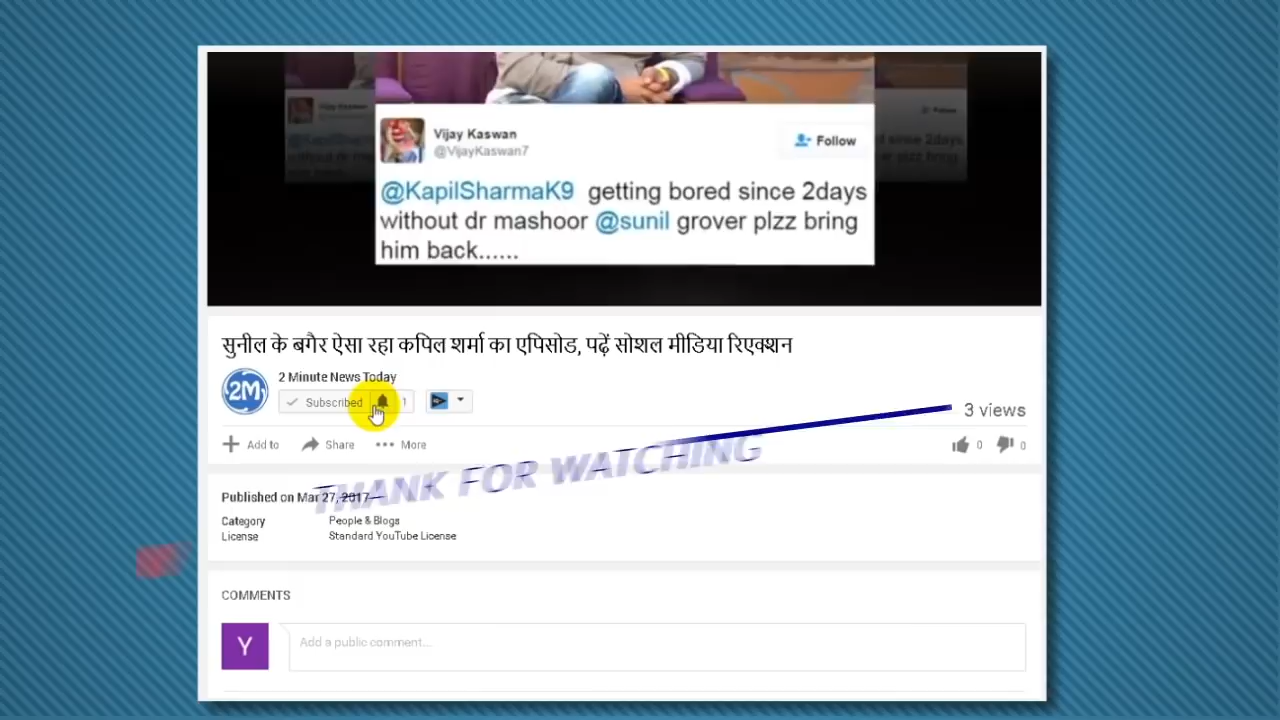 Vijay Kaswan
@VijayKaswan7
Follow
@KapilSharmaK9 getting bored since 2days
without dr mashoor @sunil grover plzz bring
him back......
सुनील के बगैर ऐसा रहा कपिल शर्मा का एपिसोड, पढ़ें सोशल मीडिया रिएक्शन
2M
2 Minute News Today
Subscribed 1
3 views
Add to Share More
0 0
THANK FOR WATCHING
Published on Mar 27, 2017
Category People & Blogs
License Standard YouTube License
COMMENTS
Y
Add a public comment...